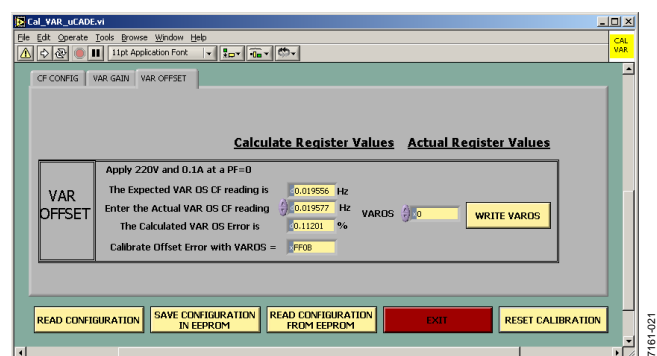 Cal_VAR_uCADE.vi
File Edit Operate Tools Browse Window Help
11pt Application Font
CAL VAR
CF CONFIG VAR GAIN VAR OFFSET
Calculate Register Values Actual Register Values
Apply 220V and 0.1A at a PF=0
VAR OFFSET
The Expected VAR OS CF reading is 0.019556 Hz
Enter the Actual VAR OS CF reading 0.019577 Hz
VAROS 0 WRITE VAROS
The Calculated VAR OS Error is 0.11201 %
Calibrate Offset Error with VAROS = FF0B
READ CONFIGURATION SAVE CONFIGURATION IN EEPROM READ CONFIGURATION FROM EEPROM EXIT RESET CALIBRATION
7161-021